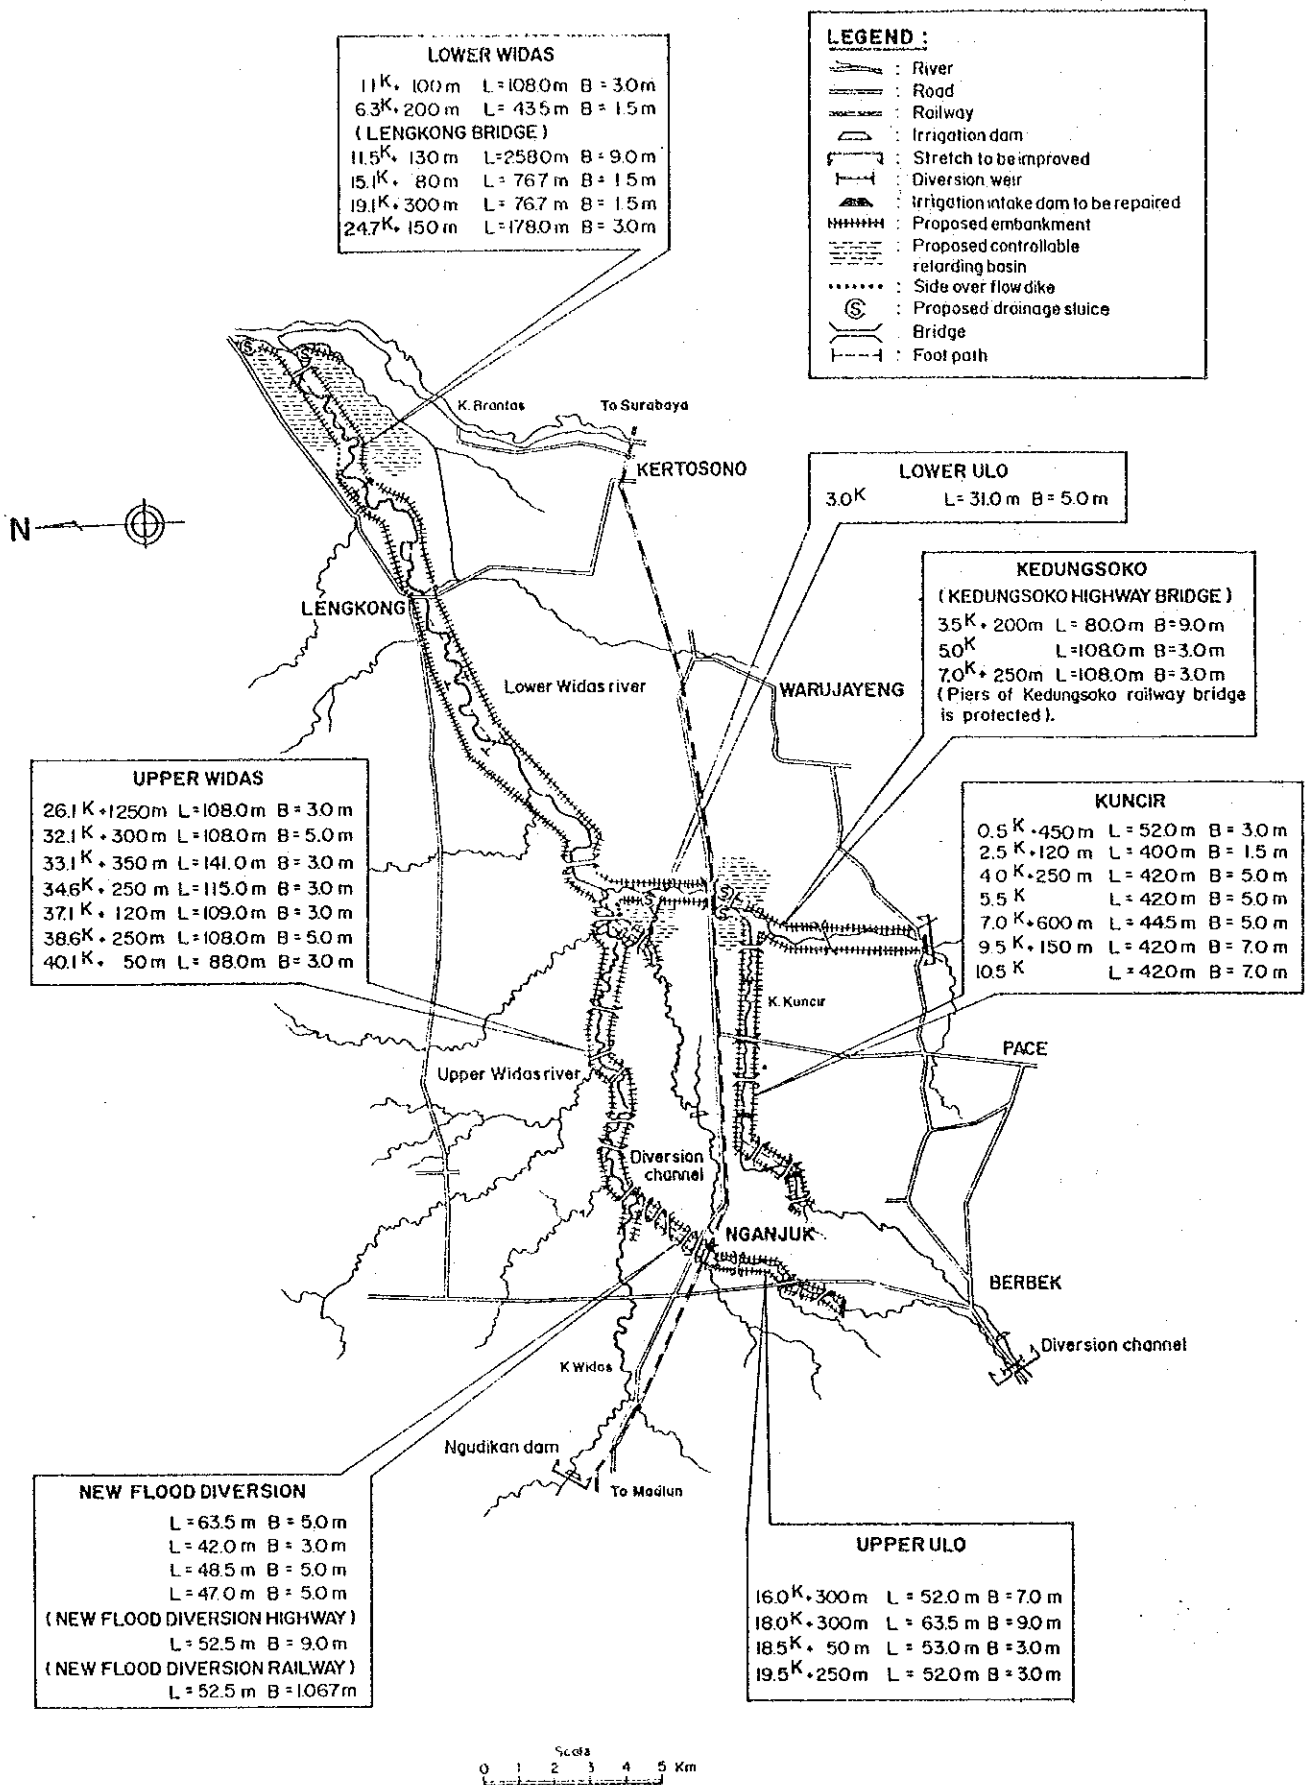 LOWER WIDAS
1.1K+ 100m L=108.0m B=3.0m
6.3K+200m L=43.5m B=1.5m
(LENGKONG BRIDGE)
11.5K+ 130m L=258.0m B=9.0m
15.1K+ 80m L=76.7m B=1.5m
19.1K+300m L=76.7m B=1.5m
24.7K+150m L=178.0m B=3.0m
LEGEND :
: River
: Road
: Railway
: Irrigation dam
: Stretch to be improved
: Diversion weir
: Irrigation intake dam to be repaired
: Proposed embankment
: Proposed controllable
retarding basin
: Side over flow dike
S : Proposed drainage sluice
: Bridge
: Foot path
S
S
K. Brantas
To Surabaya
KERTOSONO
N
LOWER ULO
3.0K L=31.0m B=5.0m
KEDUNGSOKO
(KEDUNGSOKO HIGHWAY BRIDGE)
3.5K+200m L=80.0m B=9.0m
5.0K L=108.0m B=3.0m
7.0K+250m L=108.0m B=3.0m
(Piers of Kedungsoko railway bridge
is protected).
LENGKONG
Lower Widas river
WARUJAYENG
UPPER WIDAS
26.1K+1250m L=108.0m B=3.0m
32.1K+300m L=108.0m B=5.0m
33.1K+350m L=141.0m B=3.0m
34.6K+250m L=115.0m B=3.0m
37.1K+120m L=109.0m B=3.0m
38.6K+250m L=108.0m B=5.0m
40.1K+ 50m L=88.0m B=3.0m
KUNCIR
0.5K+450m L=52.0m B=3.0m
2.5K+120m L=40.0m B=1.5m
4.0K+250m L=42.0m B=5.0m
5.5K L=42.0m B=5.0m
7.0K+600m L=44.5m B=5.0m
9.5K+150m L=42.0m B=7.0m
10.5K L=42.0m B=7.0m
S
S
S
K. Kuncir
PACE
Upper Widas river
Diversion
channel
NGANJUK
BERBEK
Diversion channel
K Widas
Ngudikan dam
To Madiun
NEW FLOOD DIVERSION
L=63.5m B=5.0m
L=42.0m B=3.0m
L=48.5m B=5.0m
L=47.0m B=5.0m
(NEW FLOOD DIVERSION HIGHWAY)
L=52.5m B=9.0m
(NEW FLOOD DIVERSION RAILWAY)
L=52.5m B=1.067m
UPPER ULO
16.0K+300m L=52.0m B=7.0m
18.0K+300m L=63.5m B=9.0m
18.5K+ 50m L=53.0m B=3.0m
19.5K+250m L=52.0m B=3.0m
Scale
0 1 2 3 4 5 Km